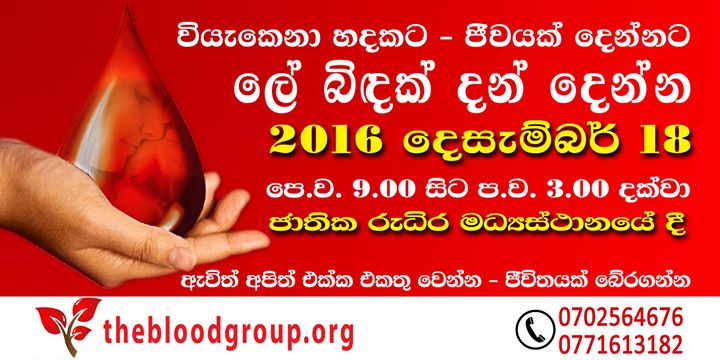 වියැකෙනා හදකට - ජීවයක් දෙන්නට
ලේ බිඳක් දන් දෙන්න
2016 දෙසැම්බර් 18
පෙ.ව. 9.00 සිට ප.ව. 3.00 දක්වා
ජාතික රුධිර මධ්‍යස්ථානයේ දී
ඇවිත් අපිත් එක්ක එකතු වෙන්න - ජීවිතයක් බේරගන්න
thebloodgroup.org
0702564676
0771613182